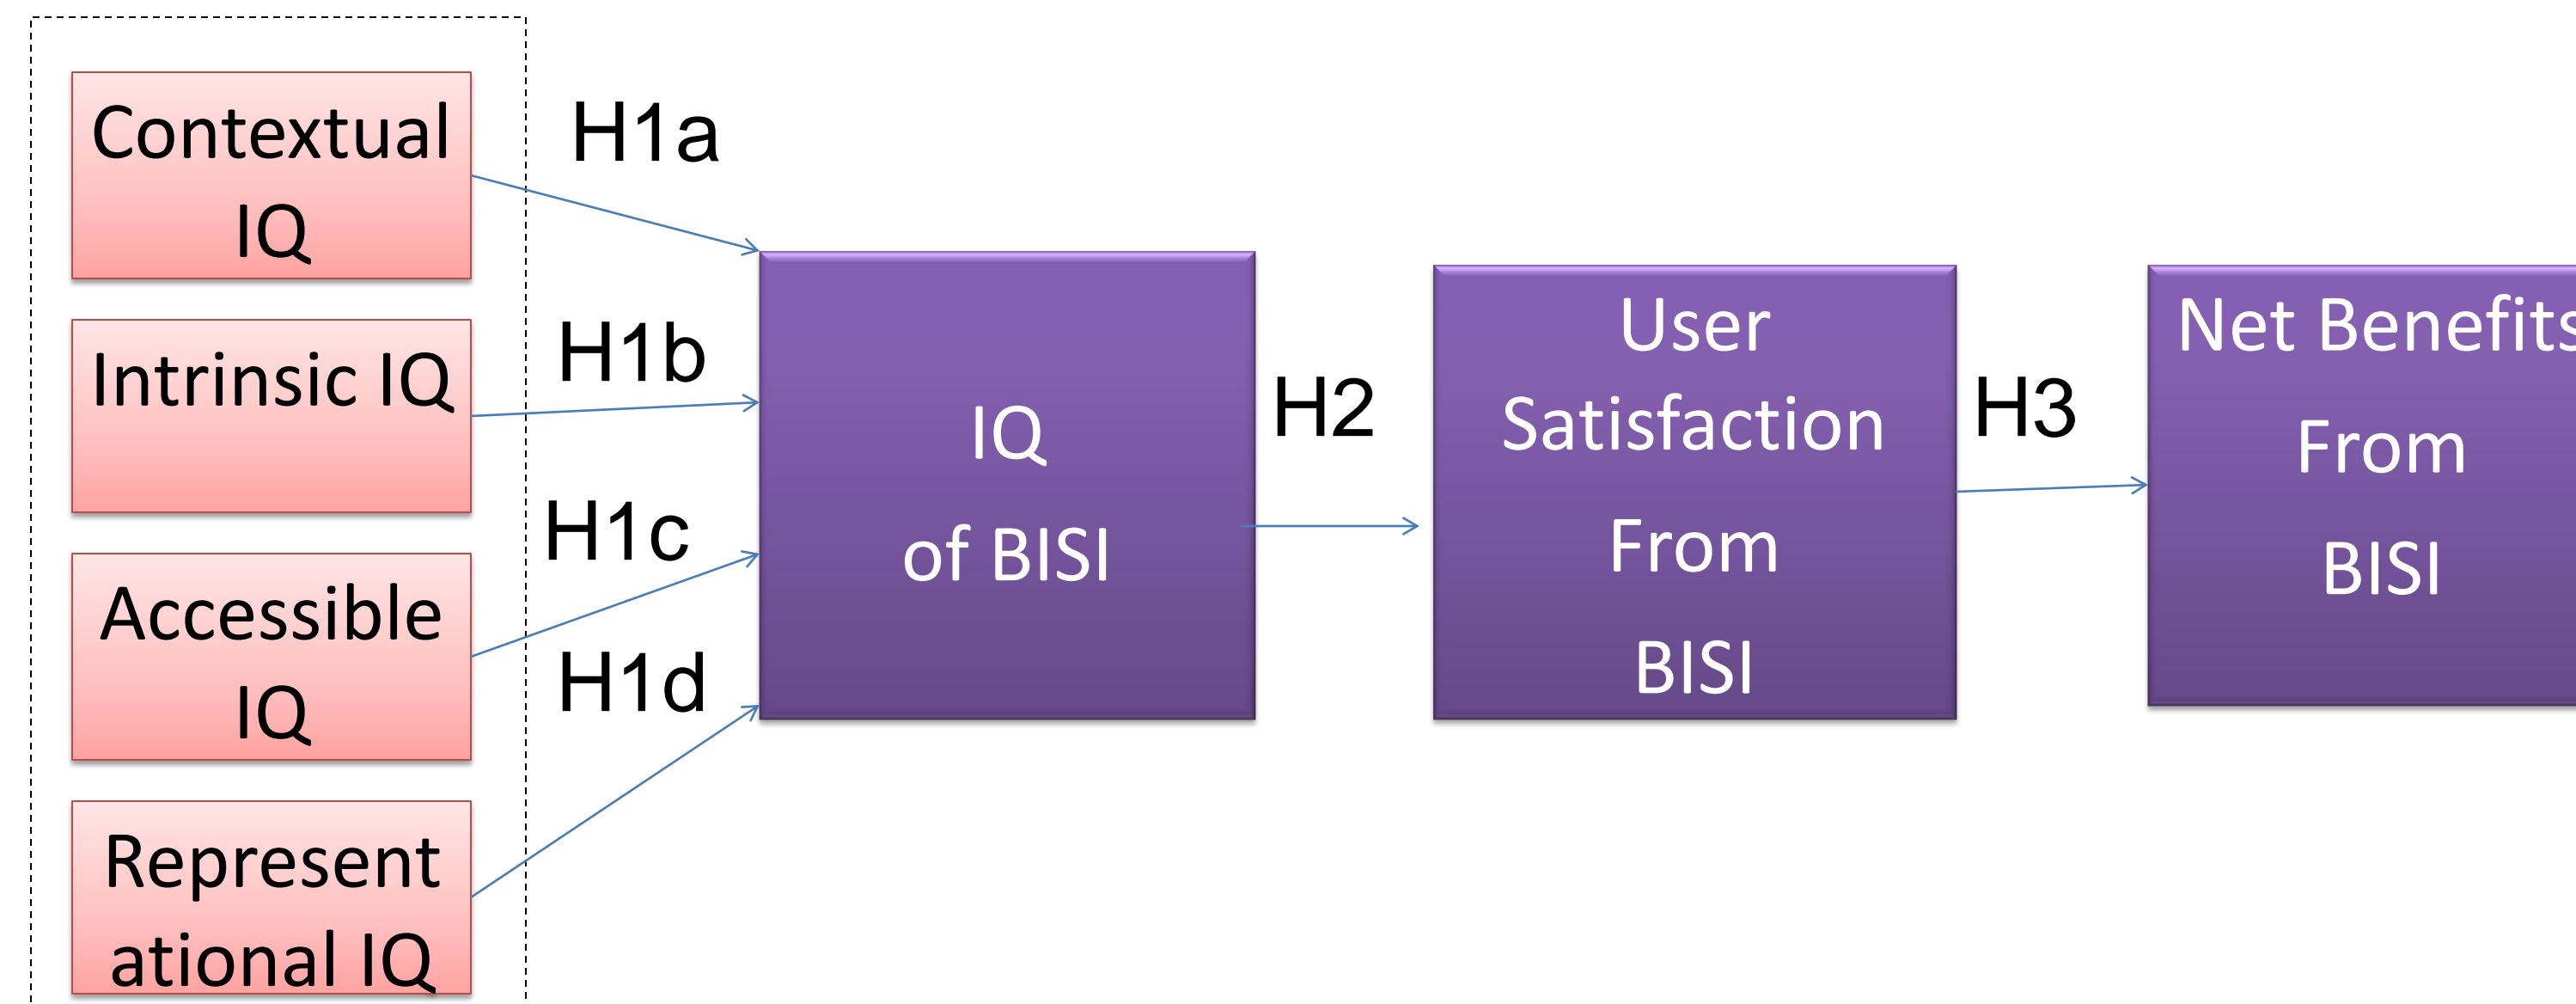 Contextual
IQ
Intrinsic IQ
Accessible
IQ
Represent
ational IQ
H1a
H1b
H1c
H1d
IQ
of BISI
H2
User
Satisfaction
From
BISI
H3
Net Benefits
From
BISI